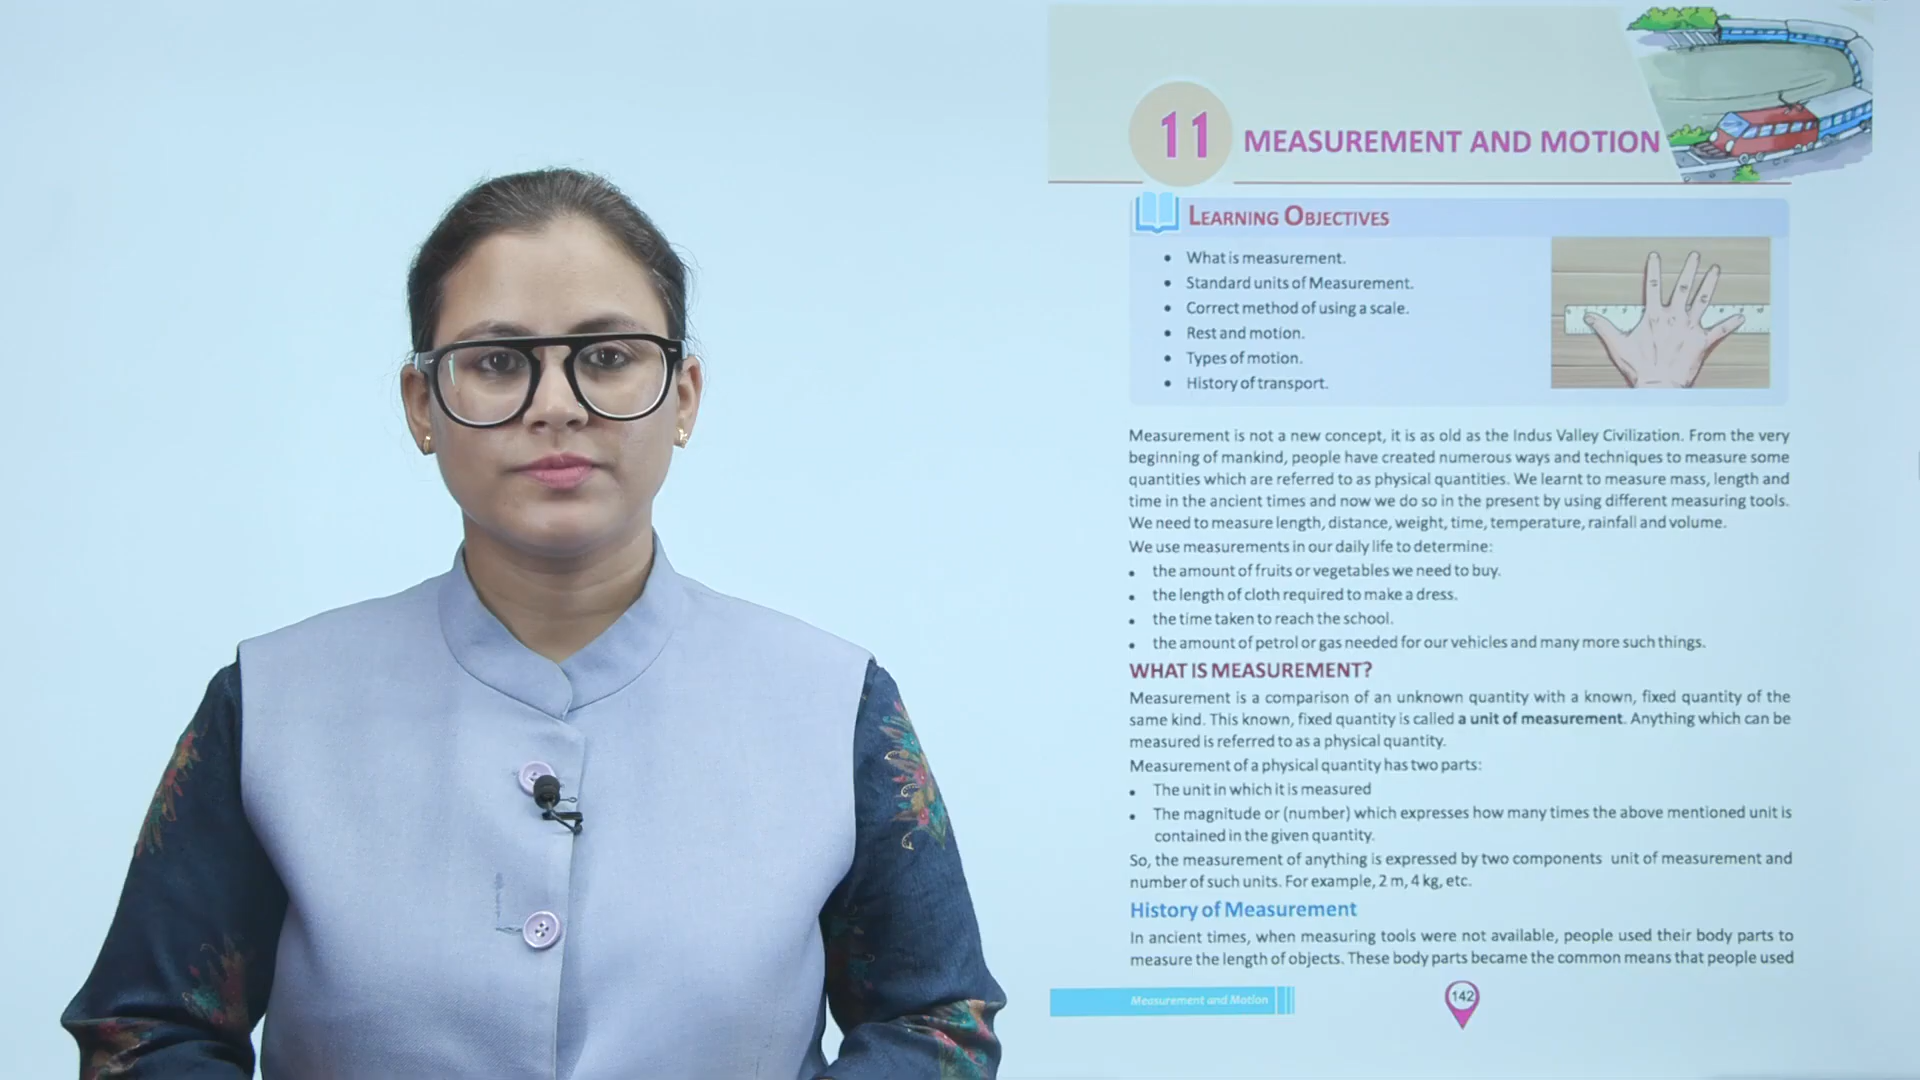 11 MEASUREMENT AND MOTION
LEARNING OBJECTIVES
• What is measurement.
• Standard units of Measurement.
• Correct method of using a scale.
• Rest and motion.
• Types of motion.
• History of transport.
Measurement is not a new concept, it is as old as the Indus Valley Civilization. From the very
beginning of mankind, people have created numerous ways and techniques to measure some
quantities which are referred to as physical quantities. We learnt to measure mass, length and
time in the ancient times and now we do so in the present by using different measuring tools.
We need to measure length, distance, weight, time, temperature, rainfall and volume.
We use measurements in our daily life to determine:
• the amount of fruits or vegetables we need to buy.
• the length of cloth required to make a dress.
• the time taken to reach the school.
• the amount of petrol or gas needed for our vehicles and many more such things.
WHAT IS MEASUREMENT?
Measurement is a comparison of an unknown quantity with a known, fixed quantity of the
same kind. This known, fixed quantity is called a unit of measurement. Anything which can be
measured is referred to as a physical quantity.
Measurement of a physical quantity has two parts:
• The unit in which it is measured
• The magnitude or (number) which expresses how many times the above mentioned unit is
contained in the given quantity.
So, the measurement of anything is expressed by two components unit of measurement and
number of such units. For example, 2 m, 4 kg, etc.
History of Measurement
In ancient times, when measuring tools were not available, people used their body parts to
measure the length of objects. These body parts became the common means that people used
Measurement and Motion
142